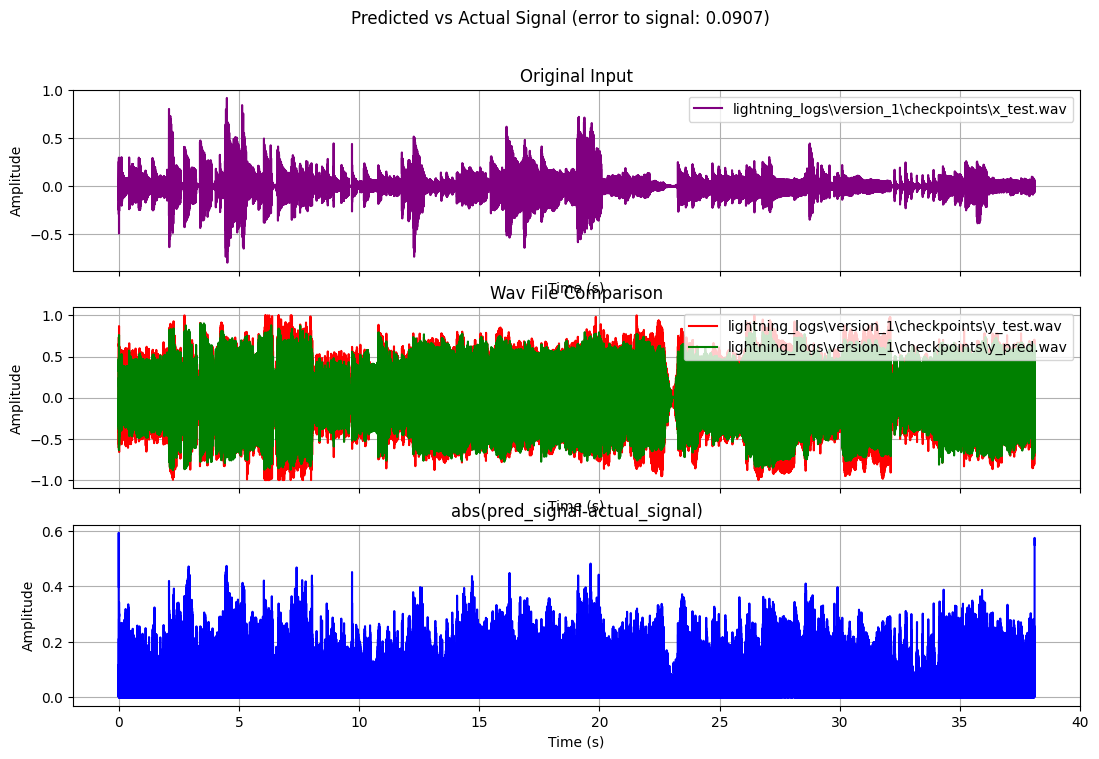 Predicted vs Actual Signal (error to signal: 0.0907)
Original Input
1.0
0.5
0.0
−0.5
Amplitude
lightning_logs\version_1\checkpoints\x_test.wav
Time (s)
Wav File Comparison
1.0
0.5
0.0
−0.5
−1.0
Amplitude
lightning_logs\version_1\checkpoints\y_test.wav
lightning_logs\version_1\checkpoints\y_pred.wav
Time (s)
abs(pred_signal-actual_signal)
0.6
0.4
0.2
0.0
Amplitude
0 5 10 15 20 25 30 35 40
Time (s)